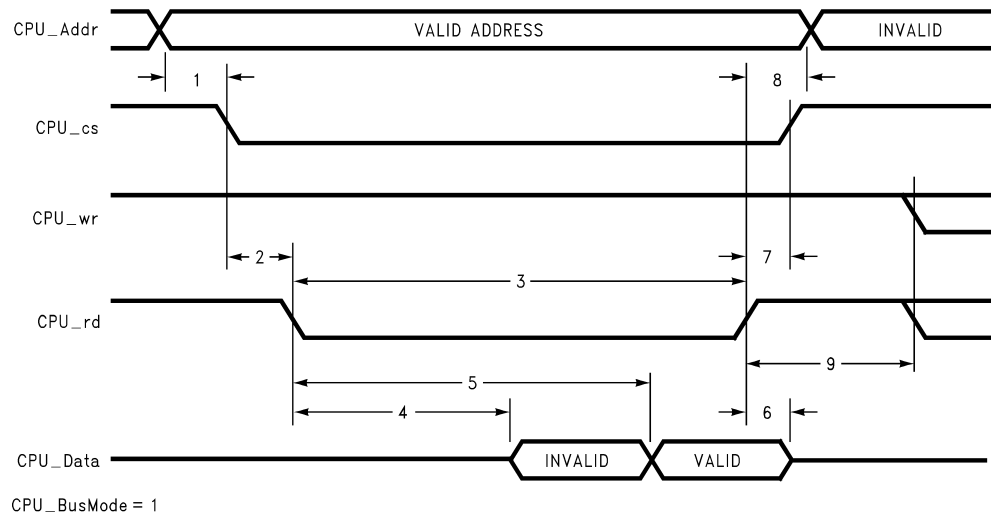 CPU_Addr VALID ADDRESS INVALID
1 8
CPU_cs
CPU_wr
2 7
3
CPU_rd
9
5
4 6
CPU_Data INVALID VALID
CPU_BusMode = 1